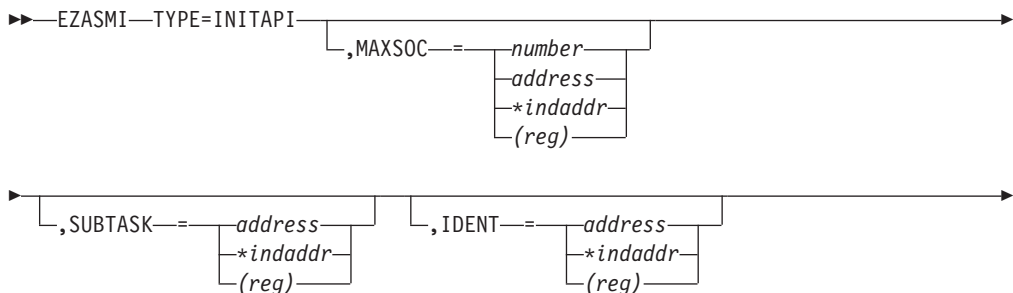 EZASMI TYPE=INITAPI
,MAXSOC = number
address
*indaddr
(reg)
,SUBTASK = address ,IDENT = address
*indaddr *indaddr
(reg) (reg)